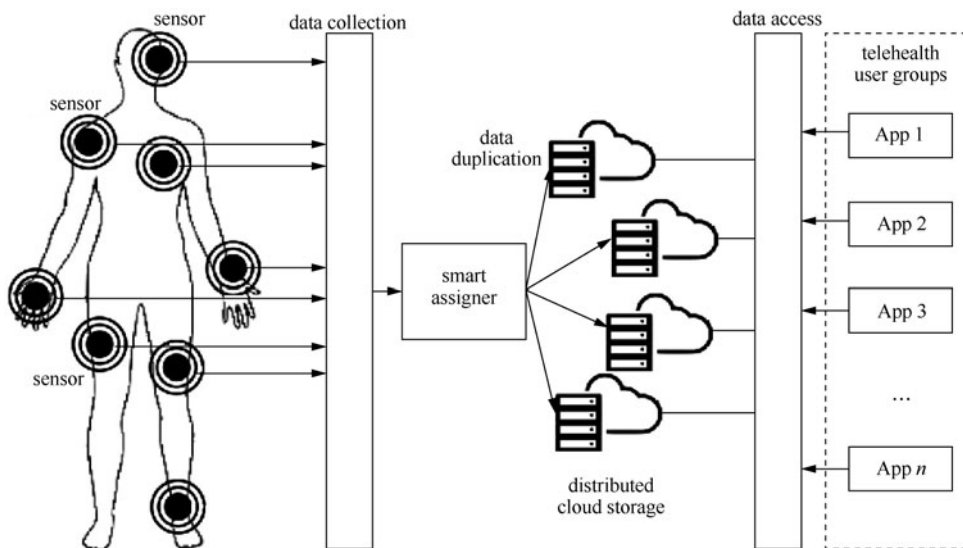 sensor
data collection
data access
telehealth
user groups
sensor
App 1
data
duplication
App 2
smart
assigner
App 3
sensor
...
App n
distributed
cloud storage